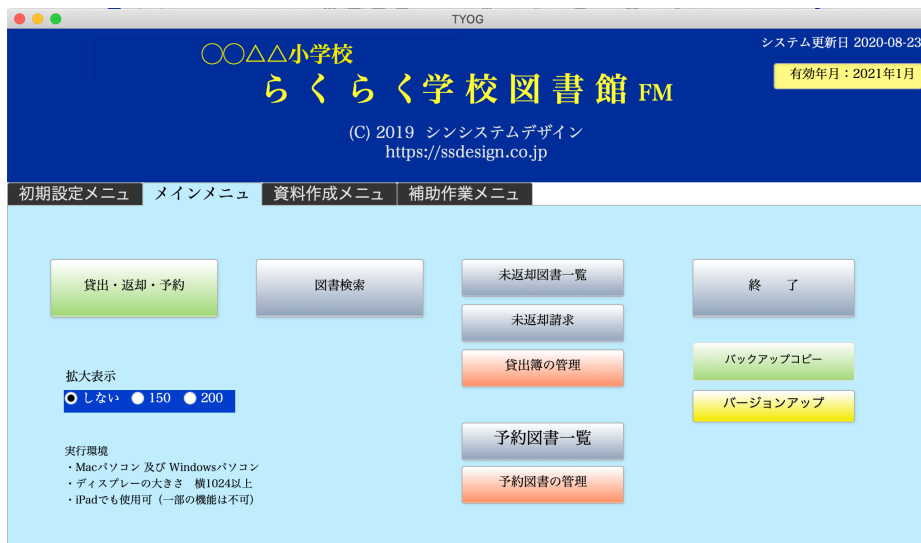 TYOG
システム更新日 2020-08-23
〇〇△△小学校
有効年月：2021年1月
らくらく学校図書館 FM
(C) 2019 シンシステムデザイン
https://ssdesign.co.jp
初期設定メニュ メインメニュ 資料作成メニュ 補助作業メニュ
貸出・返却・予約
図書検索
未返却図書一覧
未返却請求
貸出簿の管理
予約図書一覧
予約図書の管理
終 了
バックアップコピー
バージョンアップ
拡大表示
しない 150 200
実行環境
・Macパソコン 及び Windowsパソコン
・ディスプレーの大きさ 横1024以上
・iPadでも使用可（一部の機能は不可）